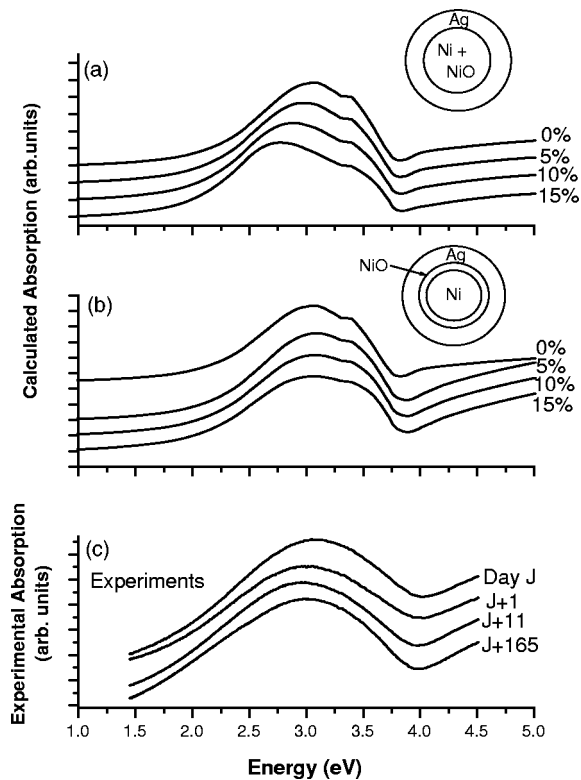 Ag
(a)
Ni +
NiO
0%
5%
10%
15%
Calculated Absorption (arb.units)
NiO
Ag
Ni
(b)
0%
5%
10%
15%
Experimental Absorption
(arb. units)
(c)
Experiments
Day J
J+1
J+11
J+165
1.0 1.5 2.0 2.5 3.0 3.5 4.0 4.5 5.0
Energy (eV)